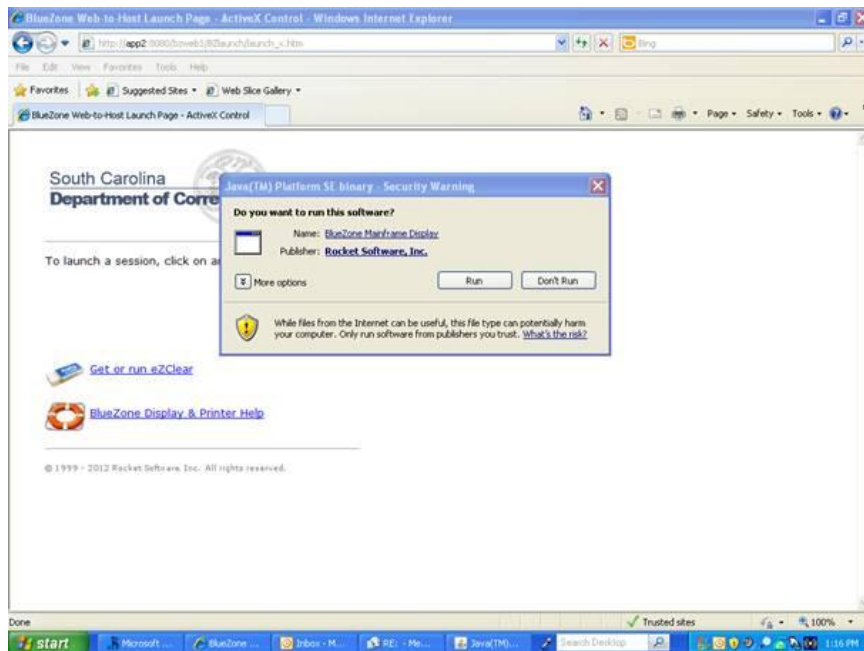 BlueZone Web-to-Host Launch Page - ActiveX Control - Windows Internet Explorer
http://app2:8080/
Bing
File Edit View Favorites Tools Help
Favorites Suggested Sites Web Slice Gallery
BlueZone Web-to-Host Launch Page - ActiveX Control
Page Safety Tools
South Carolina
Department of Corre
To launch a session, click on a
Java(TM) Platform SE binary - Security Warning
Do you want to run this software?
Name: BlueZone Mainframe Display
Publisher: Rocket Software, Inc.
More options
Run
Don't Run
While files from the Internet can be useful, this file type can potentially harm
your computer. Only run software from publishers you trust. What's the risk?
Get or run eZClear
BlueZone Display & Printer Help
© 1999 - 2012 Rocket Software, Inc. All rights reserved.
Done
Trusted sites
100%
start
Microsoft ...
BlueZone ...
Inbox - M...
RE: - Me...
Java(TM)...
Search Desktop
1:16 PM